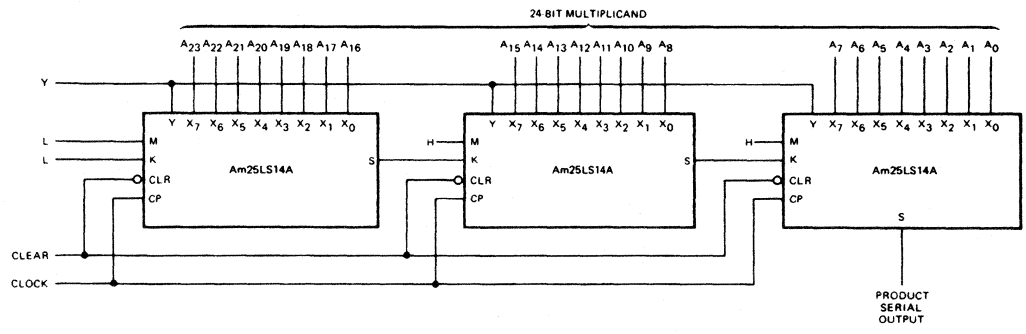 24-BIT MULTIPLICAND
A23 A22 A21 A20 A19 A18 A17 A16
A15 A14 A13 A12 A11 A10 A9 A8
A7 A6 A5 A4 A3 A2 A1 A0
Y
Y X7 X6 X5 X4 X3 X2 X1 X0
Y X7 X6 X5 X4 X3 X2 X1 X0
Y X7 X6 X5 X4 X3 X2 X1 X0
L M
H M
H M
L K
S K
S K
Am25LS14A
Am25LS14A
Am25LS14A
CLR
CLR
CLR
CP
CP
CP
S
CLEAR
CLOCK
PRODUCT
SERIAL
OUTPUT